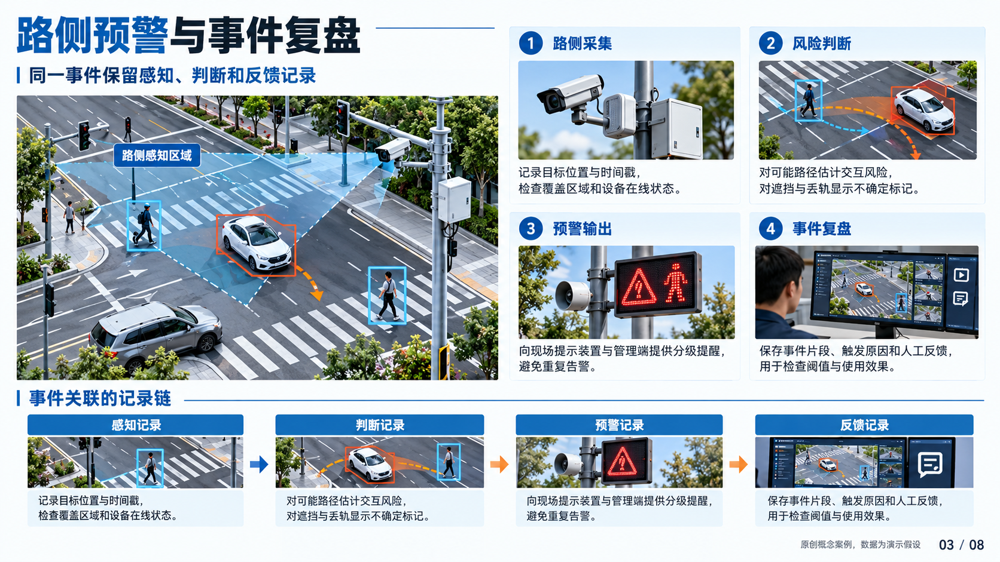 路侧预警与事件复盘
同一事件保留感知、判断和反馈记录
路侧感知区域
1 路侧采集
记录目标位置与时间戳，
检查覆盖区域和设备在线状态。
2 风险判断
对可能路径估计交互风险，
对遮挡与丢轨显示不确定标记。
3 预警输出
向现场提示装置与管理端提供分级提醒，
避免重复告警。
4 事件复盘
保存事件片段、触发原因和人工反馈，
用于检查阈值与使用效果。
事件关联的记录链
感知记录
记录目标位置与时间戳，
检查覆盖区域和设备在线状态。
判断记录
对可能路径估计交互风险，
对遮挡与丢轨显示不确定标记。
预警记录
向现场提示装置与管理端提供分级提醒，
避免重复告警。
反馈记录
保存事件片段、触发原因和人工反馈，
用于检查阈值与使用效果。
原创概念案例，数据为演示假设
03 / 08